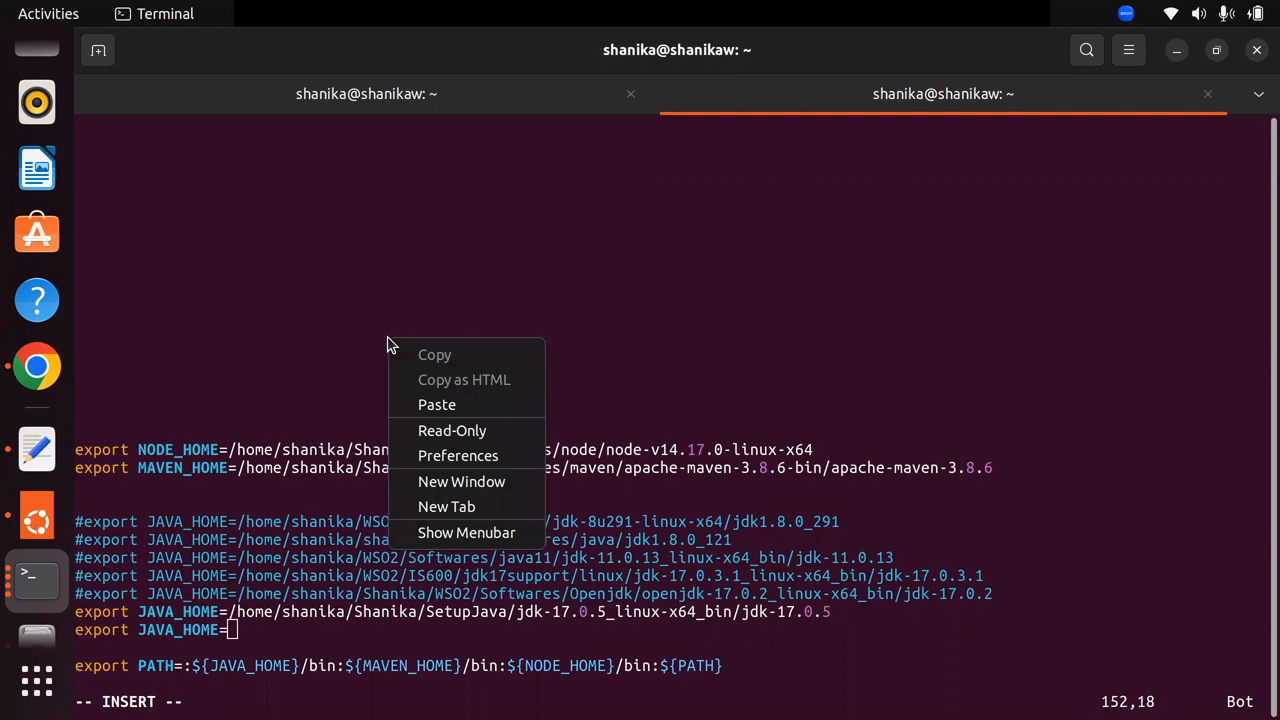 Activities
Terminal
zoom
shanika@shanikaw: ~
shanika@shanikaw: ~
shanika@shanikaw: ~
Copy
Copy as HTML
Paste
Read-Only
Preferences
New Window
New Tab
Show Menubar
export NODE_HOME=/home/shanika/Sha s/node/node-v14.17.0-linux-x64
export MAVEN_HOME=/home/shanika/Sha es/maven/apache-maven-3.8.6-bin/apache-maven-3.8.6
#export JAVA_HOME=/home/shanika/WSO /jdk-8u291-linux-x64/jdk1.8.0_291
#export JAVA_HOME=/home/shanika/WSO res/java/jdk1.8.0_121
#export JAVA_HOME=/home/shanika/WSO2/Softwares/java11/jdk-11.0.13_linux-x64_bin/jdk-11.0.13
#export JAVA_HOME=/home/shanika/WSO2/IS600/jdk17support/linux/jdk-17.0.3.1_linux-x64_bin/jdk-17.0.3.1
#export JAVA_HOME=/home/shanika/Shanika/WSO2/Softwares/Openjdk/openjdk-17.0.2_linux-x64_bin/jdk-17.0.2
export JAVA_HOME=/home/shanika/Shanika/SetupJava/jdk-17.0.5_linux-x64_bin/jdk-17.0.5
export JAVA_HOME=
export PATH=:${JAVA_HOME}/bin:${MAVEN_HOME}/bin:${NODE_HOME}/bin:${PATH}
-- INSERT -- 152,18 Bot